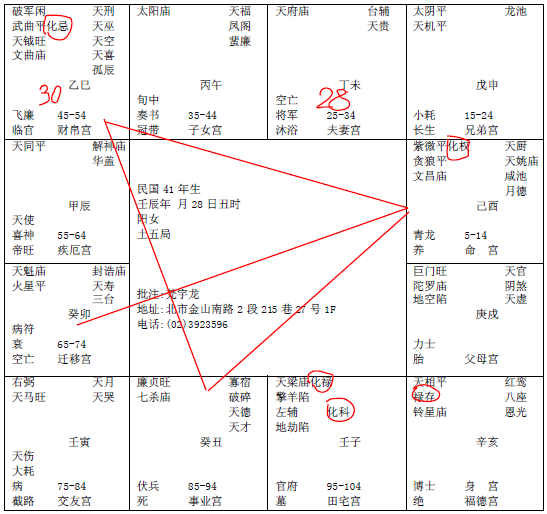 破军闲 天刑
武曲平化忌 天巫
天钺旺 天空
文曲庙 天喜
孤辰
乙巳
30
飞廉 45-54
临官 财帛宫
太阳庙 天福
凤阁
蜚廉
丙午
旬中
奏书 35-44
冠带 子女宫
天府庙 台辅
天贵
丁未
空亡 28
将军 25-34
沐浴 夫妻宫
太阴平 龙池
天机平
戊申
小耗 15-24
长生 兄弟宫
天同平 解神庙
华盖
甲辰
天使
喜神 55-64
帝旺 疾厄宫
民国 41 年生
壬辰年 月 28 日丑时
阳女
土五局
批注:梵宇龙
地址:北市金山南路 2 段 215 巷 27 号 1F
电话:(02)3923596
紫微平化权 天厨
贪狼平 天姚庙
文昌庙 咸池
月德
己酉
青龙 5-14
养 命 宫
天魁庙 封诰庙
火星平 天寿
三台
癸卯
病符
衰 65-74
空亡 迁移宫
巨门旺 天官
陀罗庙 阴煞
地空陷 天虚
庚戌
力士
胎 父母宫
右弼 天月
天马旺 天哭
壬寅
天伤
大耗
病 75-84
截路 交友宫
廉贞旺 寡宿
七杀庙 破碎
天德
天才
癸丑
伏兵 85-94
死 事业宫
天梁庙化禄
擎羊陷
左辅 化科
地劫陷
壬子
官府 95-104
墓 田宅宫
天相平 红鸾
禄存 八座
铃星庙 恩光
辛亥
博士 身 宫
绝 福德宫